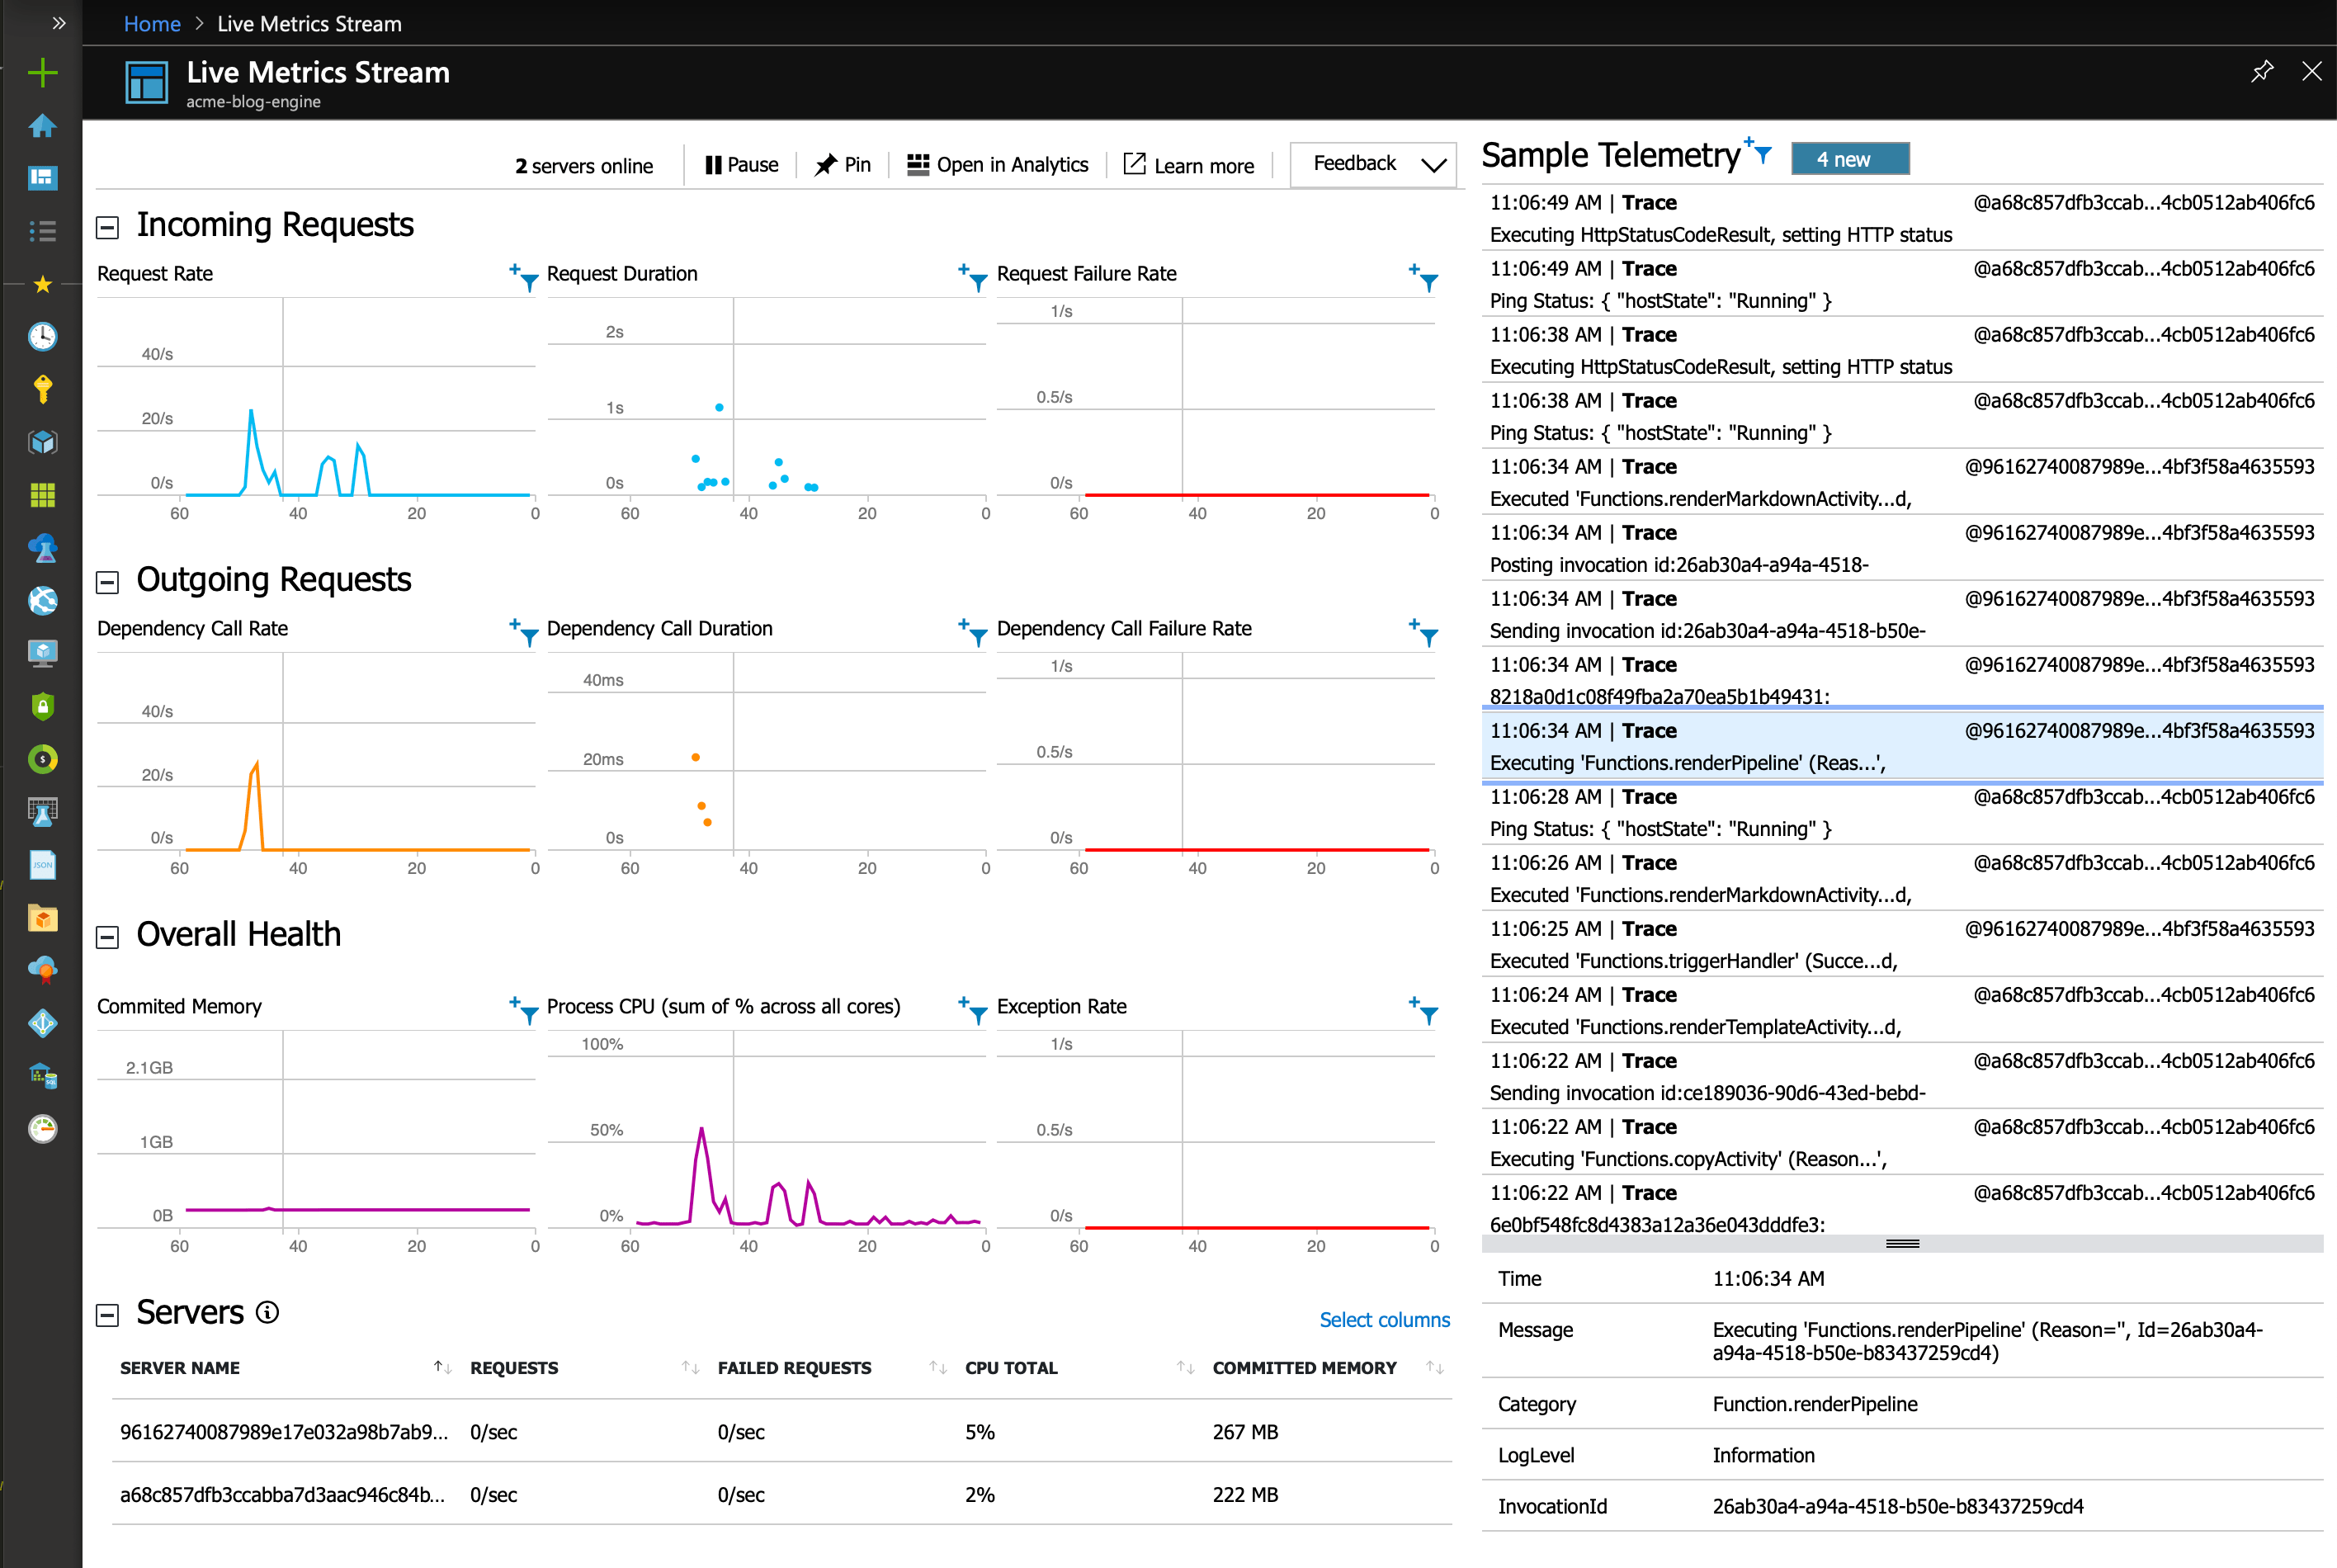 Home > Live Metrics Stream
Live Metrics Stream
acme-blog-engine
2 servers online
Pause
Pin
Open in Analytics
Learn more
Feedback
Incoming Requests
Request Rate
40/s
20/s
0/s
60 40 20 0
Request Duration
2s
1s
0s
60 40 20 0
Request Failure Rate
1/s
0.5/s
0/s
60 40 20 0
Outgoing Requests
Dependency Call Rate
40/s
20/s
0/s
60 40 20 0
Dependency Call Duration
40ms
20ms
0s
60 40 20 0
Dependency Call Failure Rate
1/s
0.5/s
0/s
60 40 20 0
Overall Health
Commited Memory
2.1GB
1GB
0B
60 40 20 0
Process CPU (sum of % across all cores)
100%
50%
0%
60 40 20 0
Exception Rate
1/s
0.5/s
0/s
60 40 20 0
Servers
Select columns
SERVER NAME REQUESTS FAILED REQUESTS CPU TOTAL COMMITTED MEMORY
96162740087989e17e032a98b7ab9... 0/sec 0/sec 5% 267 MB
a68c857dfb3ccabba7d3aac946c84b... 0/sec 0/sec 2% 222 MB
Sample Telemetry
4 new
11:06:49 AM | Trace @a68c857dfb3ccab...4cb0512ab406fc6
Executing HttpStatusCodeResult, setting HTTP status
11:06:49 AM | Trace @a68c857dfb3ccab...4cb0512ab406fc6
Ping Status: { "hostState": "Running" }
11:06:38 AM | Trace @a68c857dfb3ccab...4cb0512ab406fc6
Executing HttpStatusCodeResult, setting HTTP status
11:06:38 AM | Trace @a68c857dfb3ccab...4cb0512ab406fc6
Ping Status: { "hostState": "Running" }
11:06:34 AM | Trace @96162740087989e...4bf3f58a4635593
Executed 'Functions.renderMarkdownActivity...d,
11:06:34 AM | Trace @96162740087989e...4bf3f58a4635593
Posting invocation id:26ab30a4-a94a-4518-
11:06:34 AM | Trace @96162740087989e...4bf3f58a4635593
Sending invocation id:26ab30a4-a94a-4518-b50e-
11:06:34 AM | Trace @96162740087989e...4bf3f58a4635593
8218a0d1c08f49fba2a70ea5b1b49431:
11:06:34 AM | Trace @96162740087989e...4bf3f58a4635593
Executing 'Functions.renderPipeline' (Reas...',
11:06:28 AM | Trace @a68c857dfb3ccab...4cb0512ab406fc6
Ping Status: { "hostState": "Running" }
11:06:26 AM | Trace @a68c857dfb3ccab...4cb0512ab406fc6
Executed 'Functions.renderMarkdownActivity...d,
11:06:25 AM | Trace @96162740087989e...4bf3f58a4635593
Executed 'Functions.triggerHandler' (Succe...d,
11:06:24 AM | Trace @a68c857dfb3ccab...4cb0512ab406fc6
Executed 'Functions.renderTemplateActivity...d,
11:06:22 AM | Trace @a68c857dfb3ccab...4cb0512ab406fc6
Sending invocation id:ce189036-90d6-43ed-bebd-
11:06:22 AM | Trace @a68c857dfb3ccab...4cb0512ab406fc6
Executing 'Functions.copyActivity' (Reason...',
11:06:22 AM | Trace @a68c857dfb3ccab...4cb0512ab406fc6
6e0bf548fc8d4383a12a36e043dddfe3:
Time 11:06:34 AM
Message Executing 'Functions.renderPipeline' (Reason='', Id=26ab30a4-
a94a-4518-b50e-b83437259cd4)
Category Function.renderPipeline
LogLevel Information
InvocationId 26ab30a4-a94a-4518-b50e-b83437259cd4
JSON
SQL